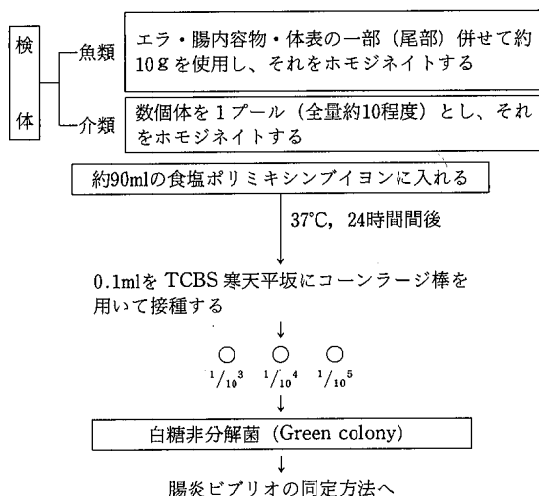 検体
魚類
エラ・腸内容物・体表の一部（尾部）併せて約
10gを使用し、それをホモジネイトする
介類
数個体を1プール（全量約10程度）とし、それ
をホモジネイトする
約90mlの食塩ポリミキシンブイヨンに入れる
37℃，24時間間後
0.1mlをTCBS寒天平坂にコーンラージ棒を
用いて接種する
1/10³ 1/10⁴ 1/10⁵
白糖非分解菌（Green colony）
腸炎ビブリオの同定方法へ